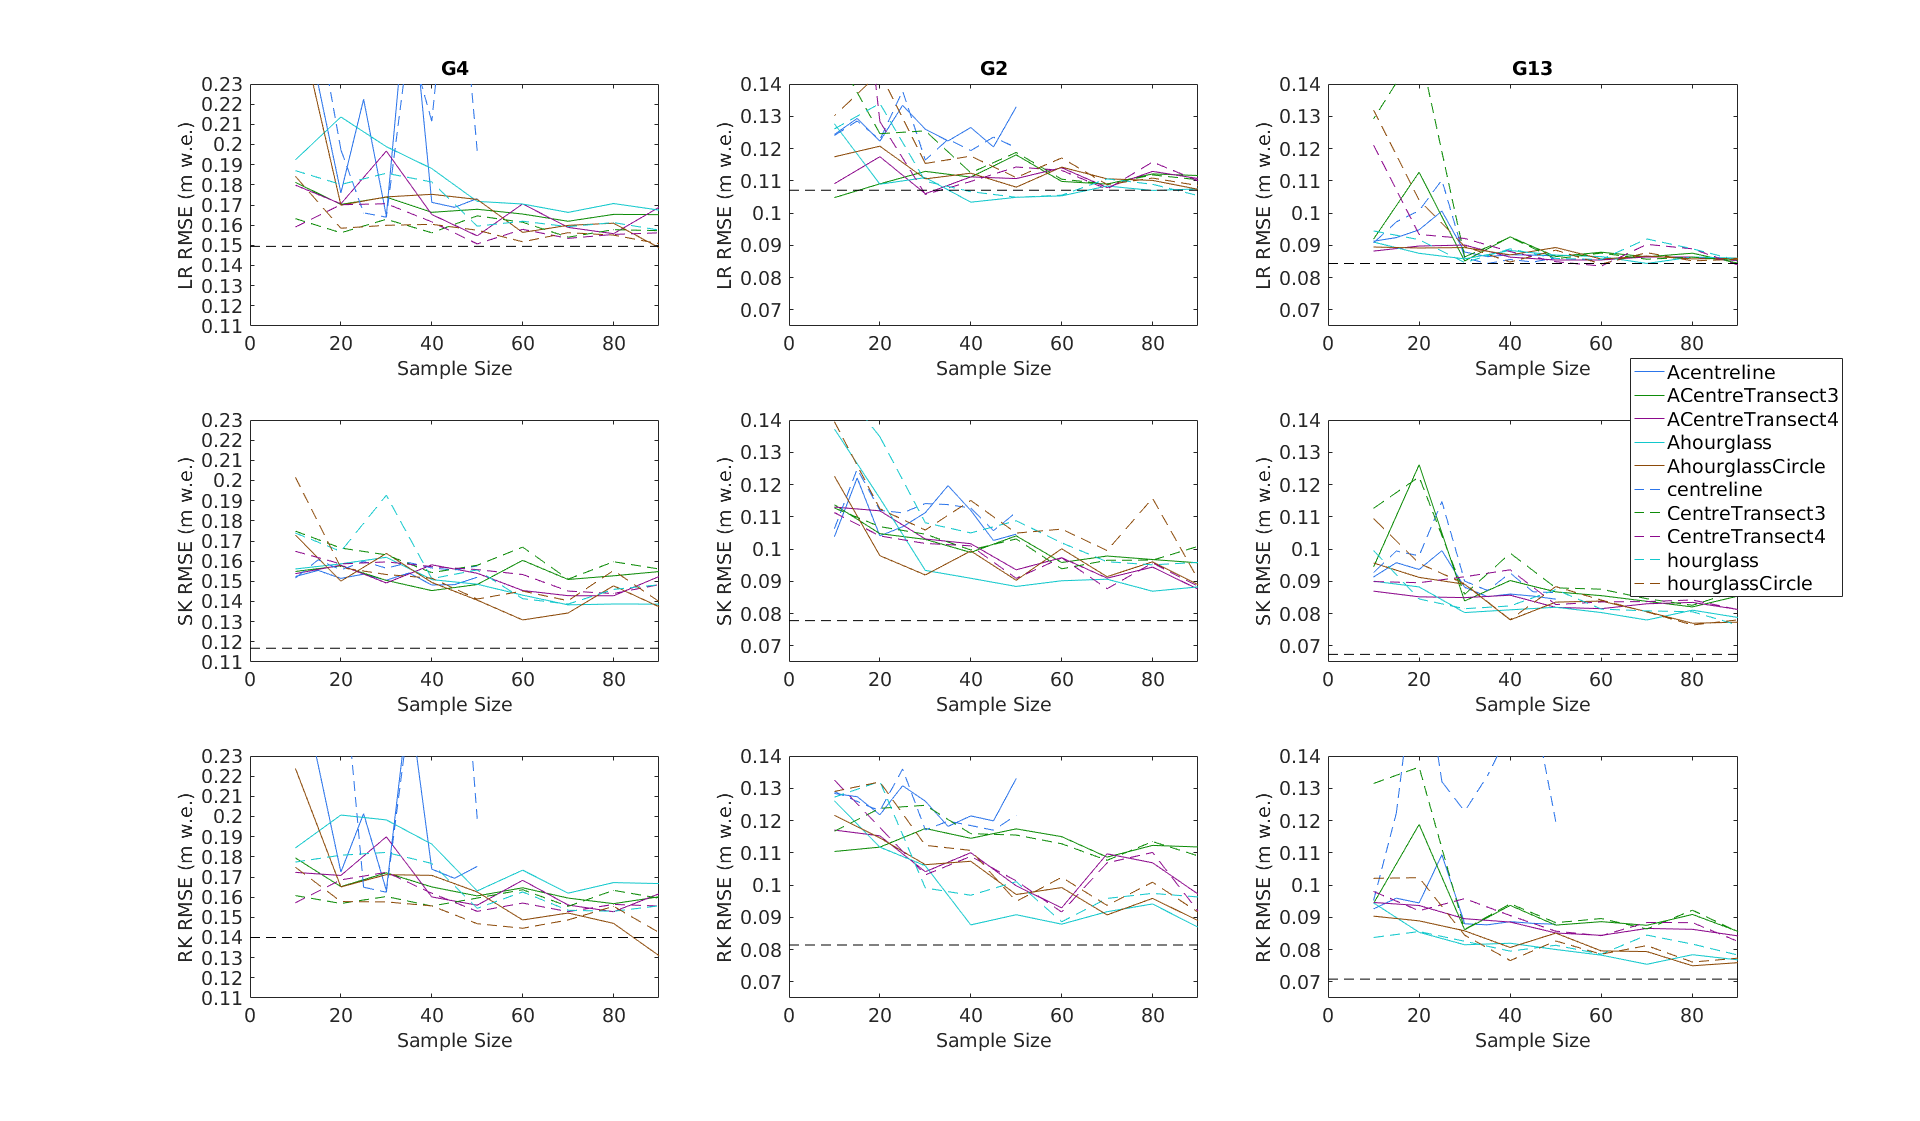 G4
G2
G13
0.23
0.22
0.21
0.2
0.19
0.18
0.17
0.16
0.15
0.14
0.13
0.12
0.11
LR RMSE (m w.e.)
0 20 40 60 80
Sample Size
0.14
0.13
0.12
0.11
0.1
0.09
0.08
0.07
LR RMSE (m w.e.)
0 20 40 60 80
Sample Size
0.14
0.13
0.12
0.11
0.1
0.09
0.08
0.07
LR RMSE (m w.e.)
0 20 40 60 80
Sample Size
Acentreline
ACentreTransect3
ACentreTransect4
Ahourglass
AhourglassCircle
centreline
CentreTransect3
CentreTransect4
hourglass
hourglassCircle
0.23
0.22
0.21
0.2
0.19
0.18
0.17
0.16
0.15
0.14
0.13
0.12
0.11
SK RMSE (m w.e.)
0 20 40 60 80
Sample Size
0.14
0.13
0.12
0.11
0.1
0.09
0.08
0.07
SK RMSE (m w.e.)
0 20 40 60 80
Sample Size
0.14
0.13
0.12
0.11
0.1
0.09
0.08
0.07
SK RMSE (m w.e.)
0 20 40 60 80
Sample Size
0.23
0.22
0.21
0.2
0.19
0.18
0.17
0.16
0.15
0.14
0.13
0.12
0.11
RK RMSE (m w.e.)
0 20 40 60 80
Sample Size
0.14
0.13
0.12
0.11
0.1
0.09
0.08
0.07
RK RMSE (m w.e.)
0 20 40 60 80
Sample Size
0.14
0.13
0.12
0.11
0.1
0.09
0.08
0.07
RK RMSE (m w.e.)
0 20 40 60 80
Sample Size